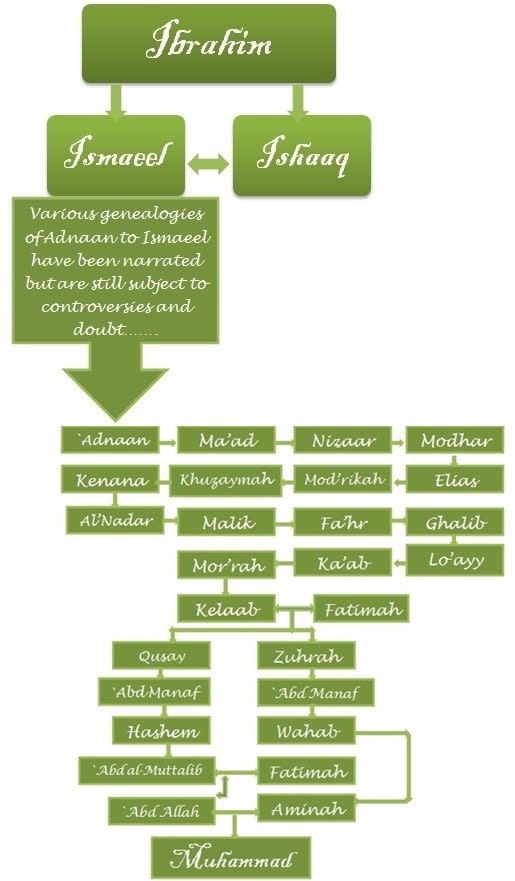 Ibrahim
Ismaeel
Ishaaq
Various genealogies
of Adnaan to Ismaeel
have been narrated
but are still subject to
controversies and
doubt.......
`Adnaan
Ma'ad
Nizaar
Modhar
Elias
Mod'rikah
Khuzaymah
Kenana
Al'Nadar
Malik
Fa'hr
Ghalib
Lo'ayy
Ka'ab
Mor'rah
Kelaab
Fatimah
Qusay
Zuhrah
`Abd Manaf
`Abd Manaf
Hashem
Wahab
`Abd al-Muttalib
Fatimah
`Abd Allah
Aminah
Muhammad